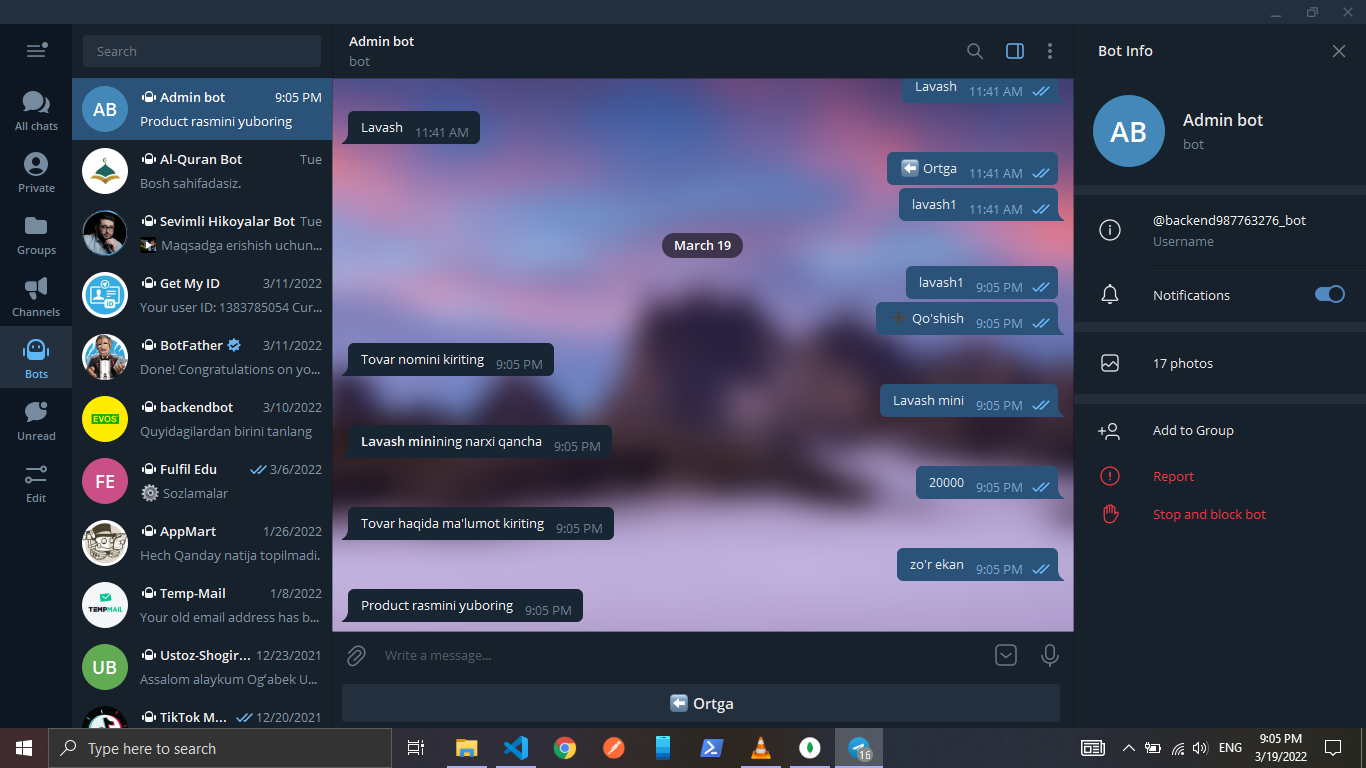 Search
All chats
Private
Groups
Channels
Bots
Unread
Edit
AB
Admin bot 9:05 PM
Product rasmini yuboring
Al-Quran Bot Tue
Bosh sahifadasiz.
Sevimli Hikoyalar Bot Tue
Maqsadga erishish uchun...
Get My ID 3/11/2022
Your user ID: 1383785054 Cur...
BotFather 3/11/2022
Done! Congratulations on yo...
EVOS
backendbot 3/10/2022
Quyidagilardan birini tanlang
FE
Fulfil Edu 3/6/2022
⚙️ Sozlamalar
AppMart 1/26/2022
Hech Qanday natija topilmadi.
TEMPMAIL
Temp-Mail 1/8/2022
Your old email address has b...
UB
Ustoz-Shogir... 12/23/2021
Assalom alaykum Og'abek U...
TikTok M... 12/20/2021
Admin bot
bot
Lavash 11:41 AM
Lavash 11:41 AM
⬅️ Ortga 11:41 AM
lavash1 11:41 AM
March 19
lavash1 9:05 PM
➕ Qo'shish 9:05 PM
Tovar nomini kiriting 9:05 PM
Lavash mini 9:05 PM
Lavash minining narxi qancha 9:05 PM
20000 9:05 PM
Tovar haqida ma'lumot kiriting 9:05 PM
zo'r ekan 9:05 PM
Product rasmini yuboring 9:05 PM
Write a message...
⬅️ Ortga
Bot Info
AB
Admin bot
bot
@backend987763276_bot
Username
Notifications
17 photos
Add to Group
Report
Stop and block bot
Type here to search
16
ENG
9:05 PM
3/19/2022